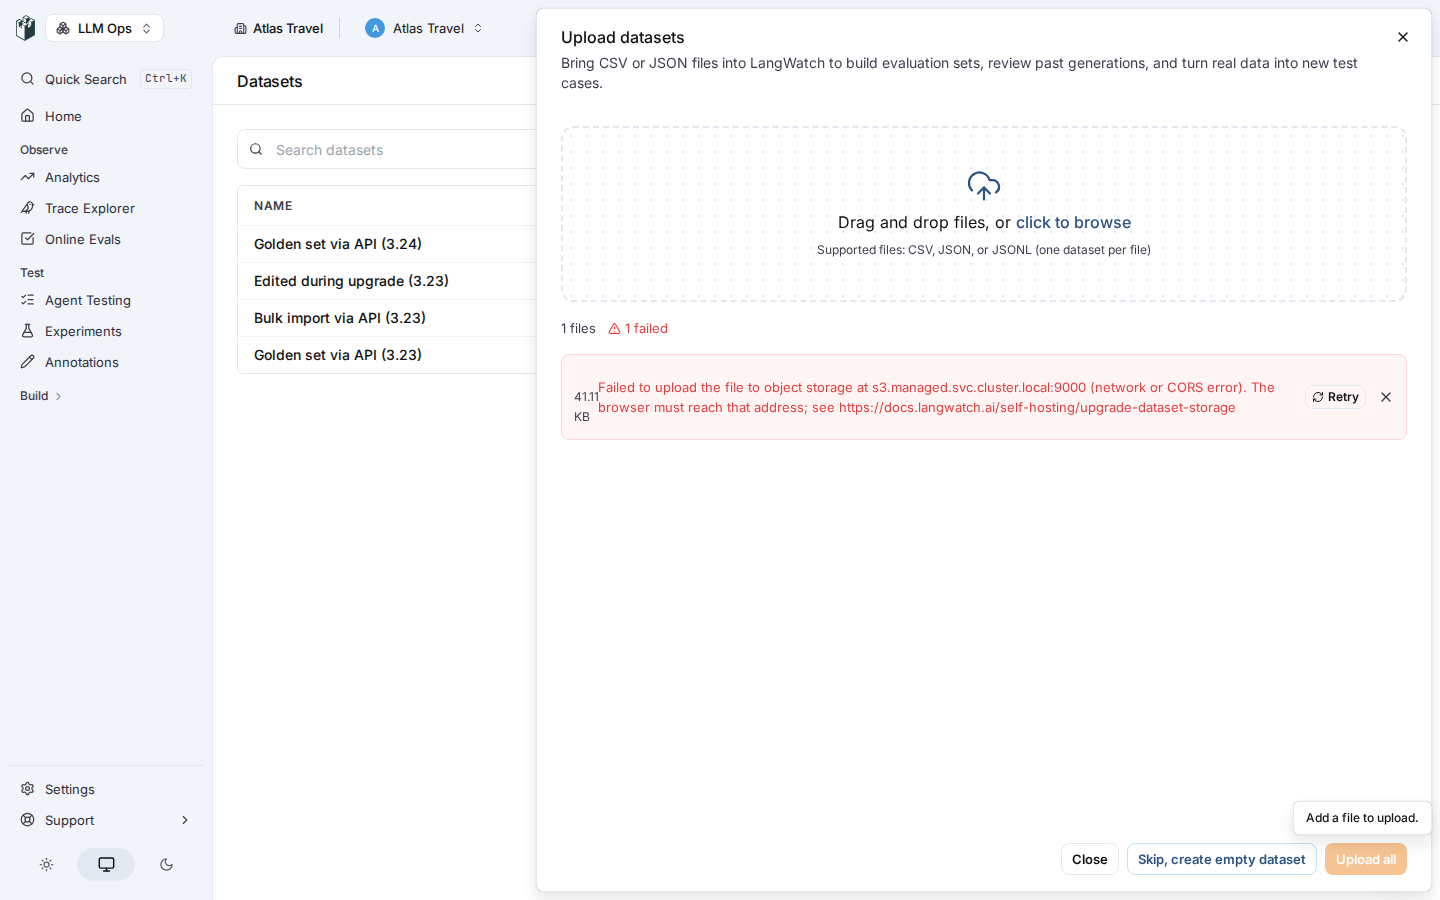 LLM Ops
Atlas Travel
A
Atlas Travel
Quick Search
Ctrl+K
Home
Observe
Analytics
Trace Explorer
Online Evals
Test
Agent Testing
Experiments
Annotations
Build
Settings
Support
Datasets
Search datasets
NAME
Golden set via API (3.24)
Edited during upgrade (3.23)
Bulk import via API (3.23)
Golden set via API (3.23)
Upload datasets
Bring CSV or JSON files into LangWatch to build evaluation sets, review past generations, and turn real data into new test
cases.
Drag and drop files, or click to browse
Supported files: CSV, JSON, or JSONL (one dataset per file)
1 files
1 failed
41.11
KB
Failed to upload the file to object storage at s3.managed.svc.cluster.local:9000 (network or CORS error). The
browser must reach that address; see https://docs.langwatch.ai/self-hosting/upgrade-dataset-storage
Retry
Add a file to upload.
Close
Skip, create empty dataset
Upload all